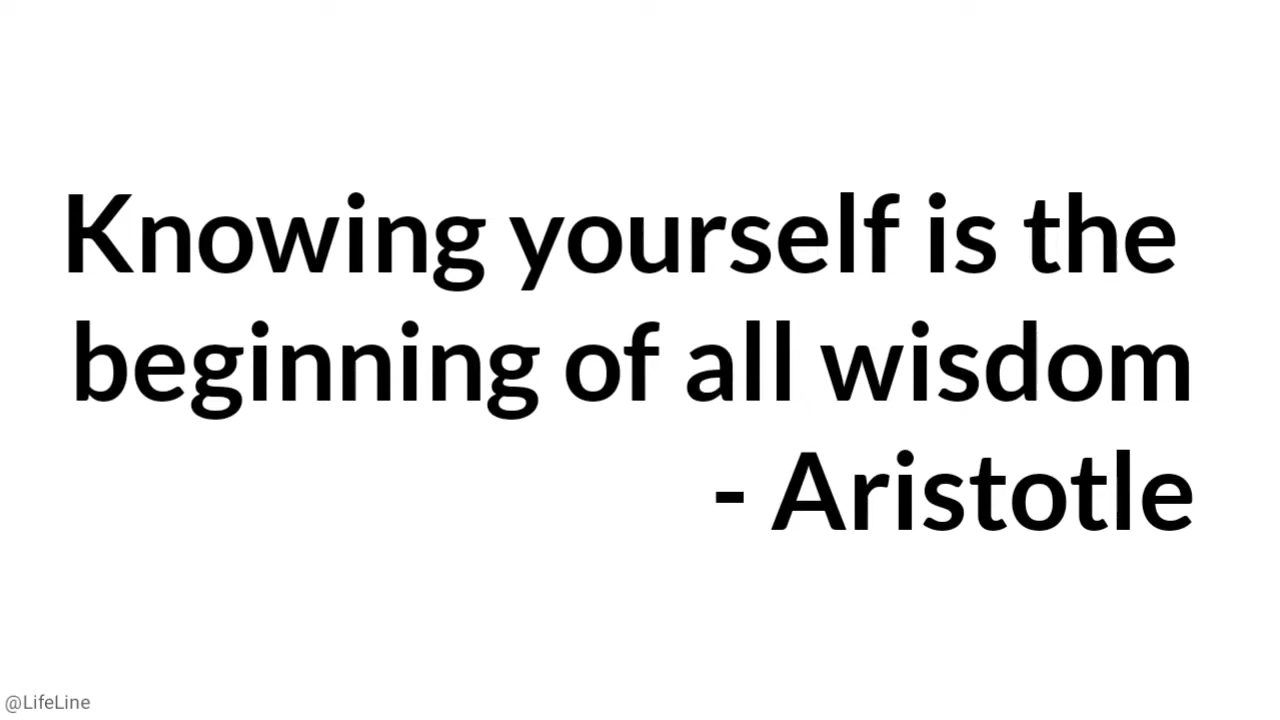 Knowing yourself is the
beginning of all wisdom
- Aristotle
@LifeLine